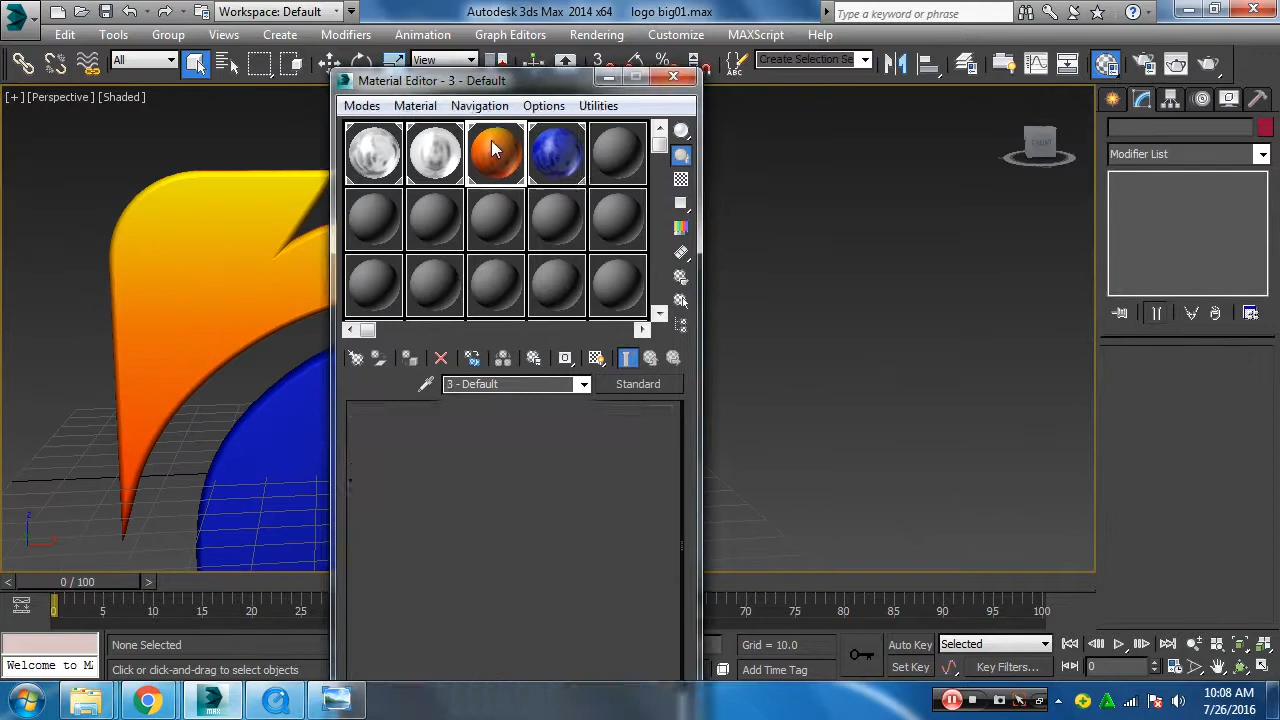 MAX
Workspace: Default
Autodesk 3ds Max 2014 x64 logo big01.max
Type a keyword or phrase
Edit Tools Group Views Create Modifiers Animation Graph Editors Rendering Customize MAXScript Help
All
View
3
Create Selection Se
[+] [Perspective] [Shaded]
Material Editor - 3 - Default
Modes Material Navigation Options Utilities
3 - Default
Standard
Modifier List
0 / 100
0 5 10 15 20 25 70 75 80 85 90 95 100
None Selected
Grid = 10.0
Auto Key
Selected
Welcome to M
Click or click-and-drag to select objects
Add Time Tag
Set Key
Key Filters...
0
MAX
10:08 AM
7/26/2016